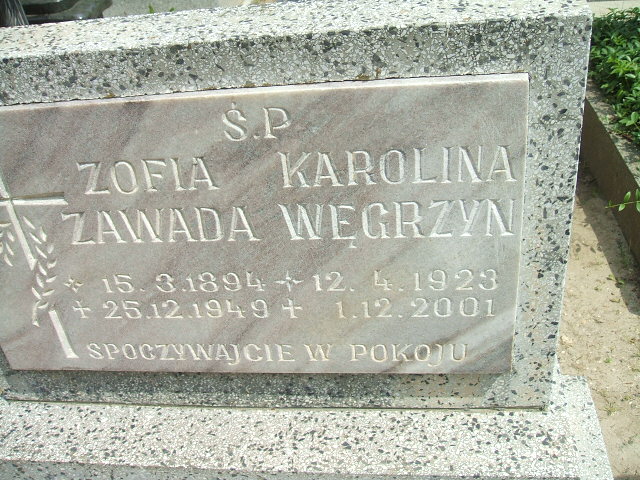 Ś.P
ZOFIA KAROLINA
ZAWADA WĘGRZYN
15.3.1894 12.4.1923
25.12.1949 1.12.2001
SPOCZYWAJCIE W POKOJU